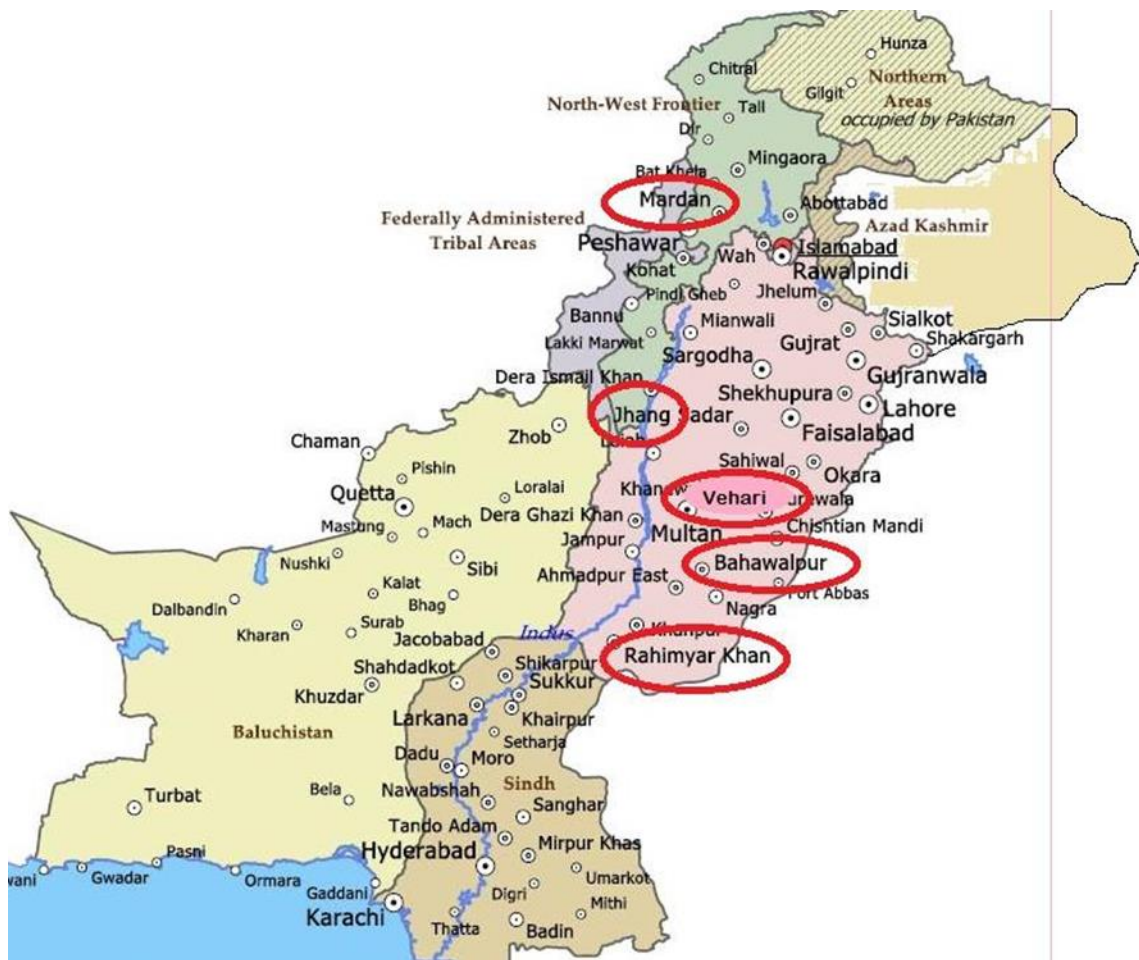 Hunza
Chitral
Northern
Areas
Gilgit
North-West Frontier
Tall
occupied by Pakistan
Dir
Mingaora
Bat Khela
Mardan
Abottabad
Federally Administered
Tribal Areas
Azad Kashmir
Peshawar
Islamabad
Wah
Kohat
Rawalpindi
Pindi Gheb
Jhelum
Bannu
Mianwali
Sialkot
Lakki Marwat
Gujrat
Shakargarh
Sargodha
Dera Ismail Khan
Gujranwala
Shekhupura
Jhang Sadar
Lahore
Zhob
Faisalabad
Chaman
Sahiwal
Pishin
Okara
Quetta
Loralai
Vehari
Dera Ghazi Khan
Mastung
Mach
Multan
Chishtian Mandi
Jampur
Nushki
Sibi
Bahawalpur
Ahmadpur East
Kalat
Dalbandin
Bhag
Fort Abbas
Nagra
Kharan
Surab
Indus
Khanpur
Jacobabad
Rahimyar Khan
Shahdadkot
Shikarpur
Khuzdar
Sukkur
Larkana
Khairpur
Baluchistan
Setharja
Dadu
Moro
Sindh
Turbat
Bela
Nawabshah
Sanghar
Tando Adam
Hyderabad
Mirpur Khas
Pasni
Gwadar
Ormara
Gaddani
Digri
Umarkot
Karachi
Mithi
Thatta
Badin